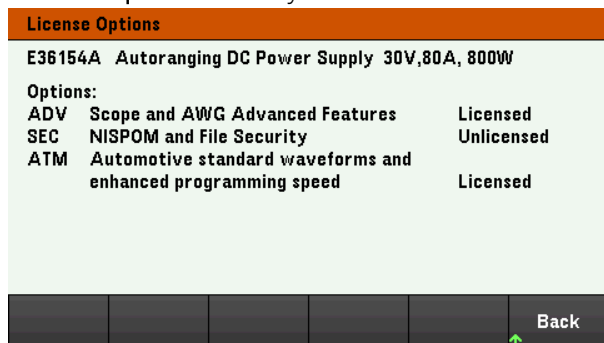 License Options
E36154A Autoranging DC Power Supply 30V,80A, 800W
Options:
ADV Scope and AWG Advanced Features Licensed
SEC NISPOM and File Security Unlicensed
ATM Automotive standard waveforms and
enhanced programming speed Licensed
Back